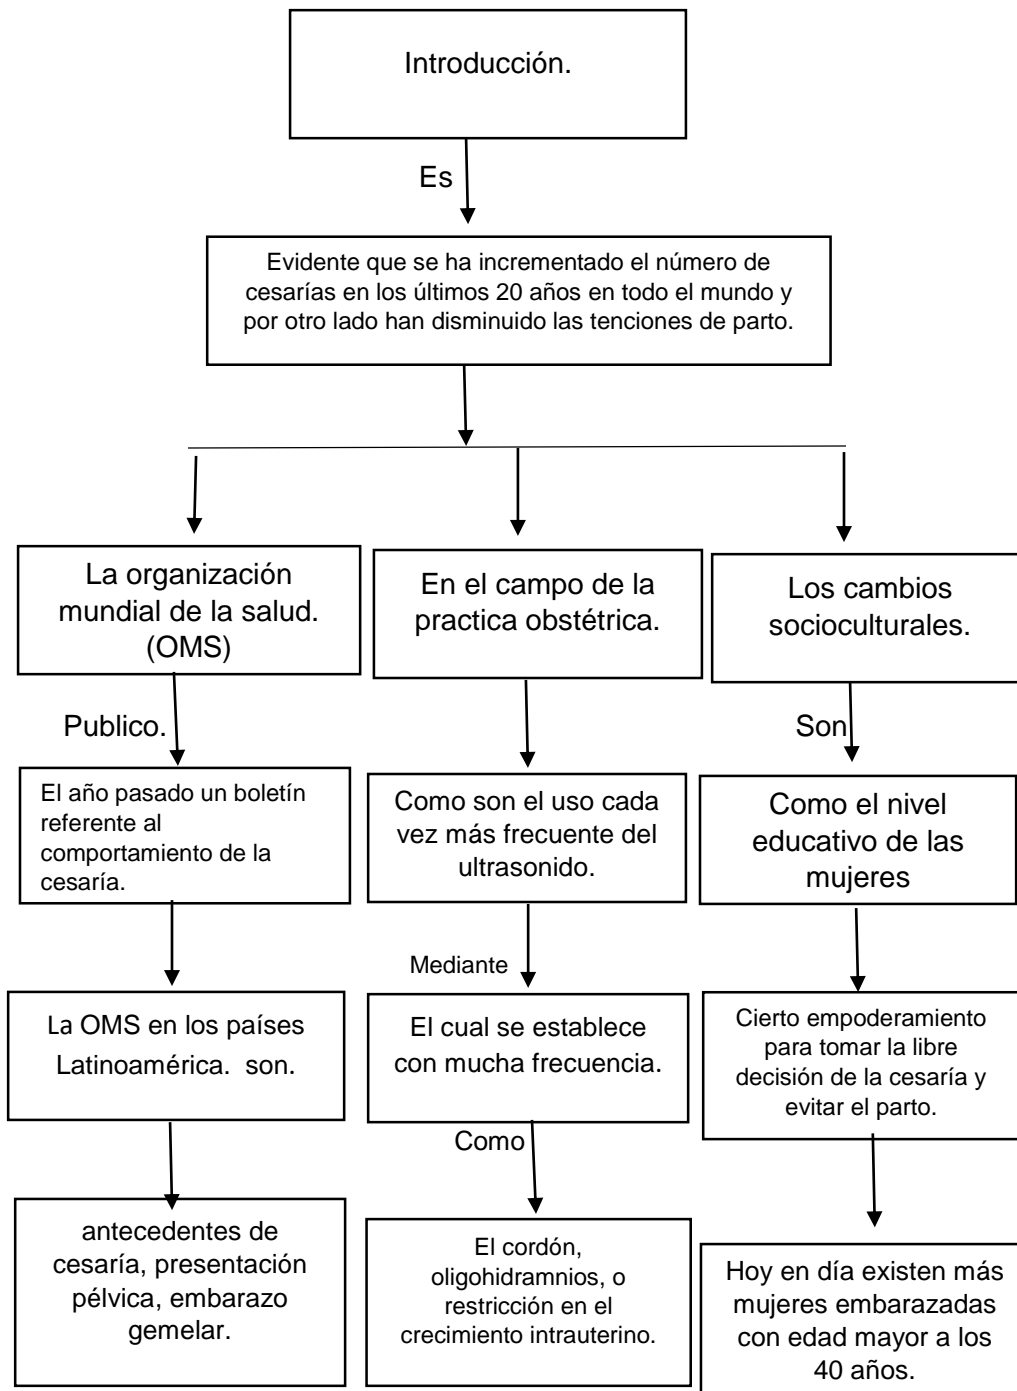 Introducción.
Es
Evidente que se ha incrementado el número de
cesarías en los últimos 20 años en todo el mundo y
por otro lado han disminuido las tenciones de parto.
La organización
mundial de la salud.
(OMS)
En el campo de la
practica obstétrica.
Los cambios
socioculturales.
Publico.
Son
El año pasado un boletín
referente al
comportamiento de la
cesaría.
Como son el uso cada
vez más frecuente del
ultrasonido.
Como el nivel
educativo de las
mujeres
Mediante
La OMS en los países
Latinoamérica. son.
El cual se establece
con mucha frecuencia.
Cierto empoderamiento
para tomar la libre
decisión de la cesaría y
evitar el parto.
Como
antecedentes de
cesaría, presentación
pélvica, embarazo
gemelar.
El cordón,
oligohidramnios, o
restricción en el
crecimiento intrauterino.
Hoy en día existen más
mujeres embarazadas
con edad mayor a los
40 años.